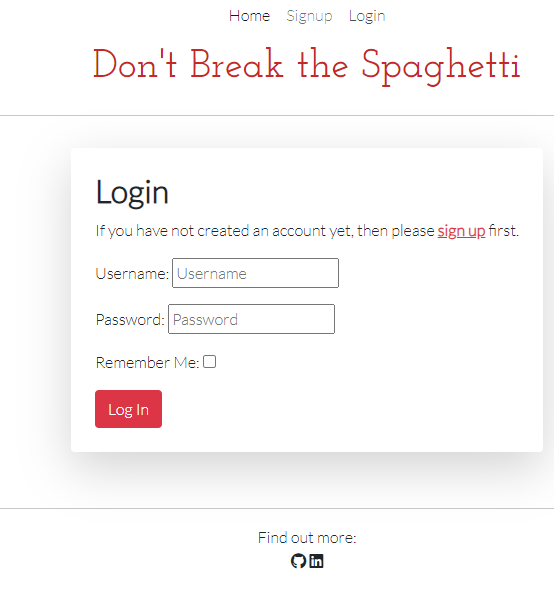 Home Signup Login
Don't Break the Spaghetti
Login
If you have not created an account yet, then please sign up first.
Username: Username
Password: Password
Remember Me:
Log In
Find out more: